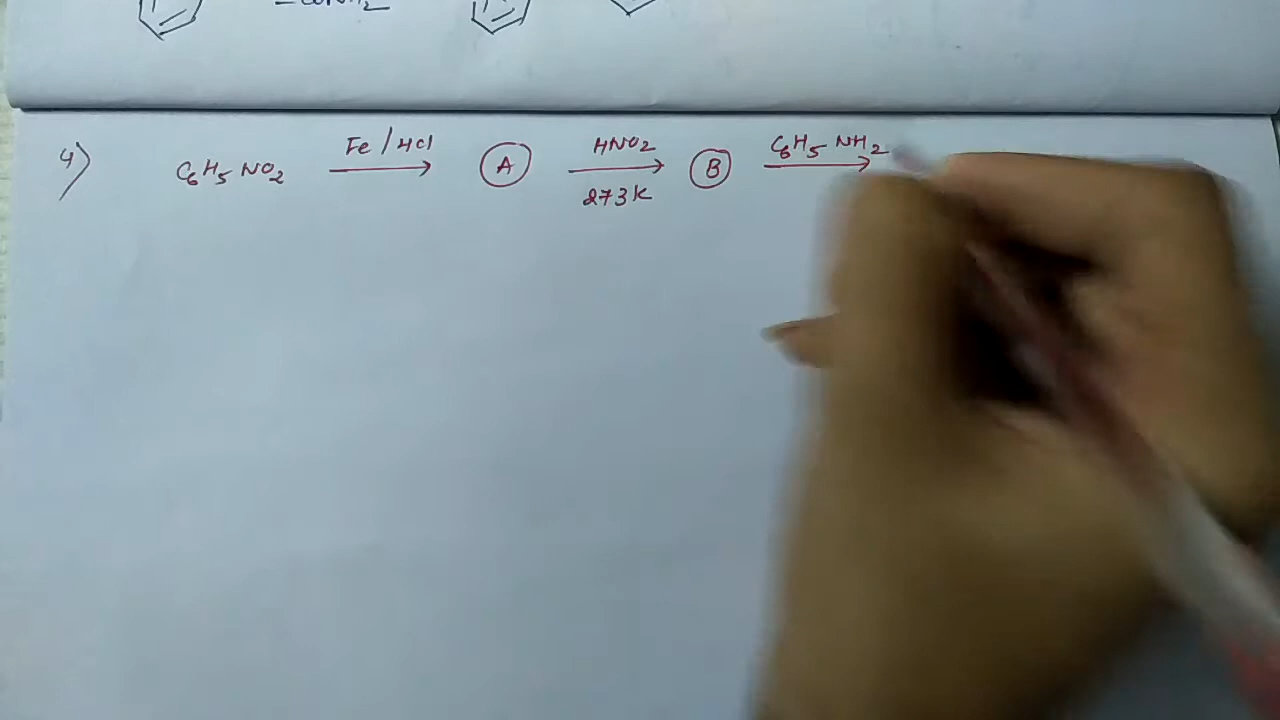 4) C6H5NO2 Fe/HCl → A HNO2 → 273K B C6H5NH2 →